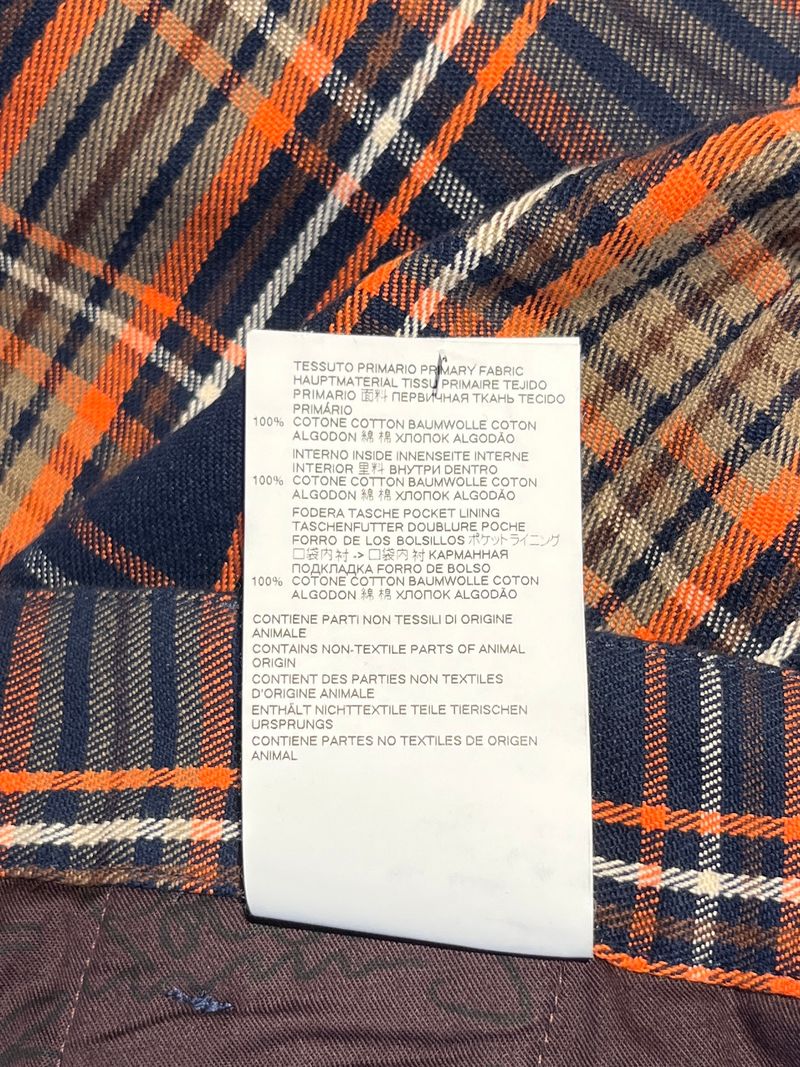 TESSUTO PRIMARIO PRIMARY FABRIC
HAUPTMATERIAL TISSU PRIMAIRE TEJIDO
PRIMARIO 面料 ПЕРВИЧНАЯ ТКАНЬ TECIDO
PRIMÁRIO
100% COTONE COTTON BAUMWOLLE COTON
ALGODON 綿 棉 ХЛОПОК ALGODÃO
INTERNO INSIDE INNENSEITE INTERNE
INTERIOR 里料 ВНУТРИ DENTRO
100% COTONE COTTON BAUMWOLLE COTON
ALGODON 綿 棉 ХЛОПОК ALGODÃO
FODERA TASCHE POCKET LINING
TASCHENFUTTER DOUBLURE POCHE
FORRO DE LOS BOLSILLOS ポケットライニング
口袋内衬 -> 口袋内衬 КАРМАННАЯ
ПОДКЛАДКА FORRO DE BOLSO
100% COTONE COTTON BAUMWOLLE COTON
ALGODON 綿 棉 ХЛОПОК ALGODÃO
CONTIENE PARTI NON TESSILI DI ORIGINE
ANIMALE
CONTAINS NON-TEXTILE PARTS OF ANIMAL
ORIGIN
CONTIENT DES PARTIES NON TEXTILES
D'ORIGINE ANIMALE
ENTHÄLT NICHTTEXTILE TEILE TIERISCHEN
URSPRUNGS
CONTIENE PARTES NO TEXTILES DE ORIGEN
ANIMAL